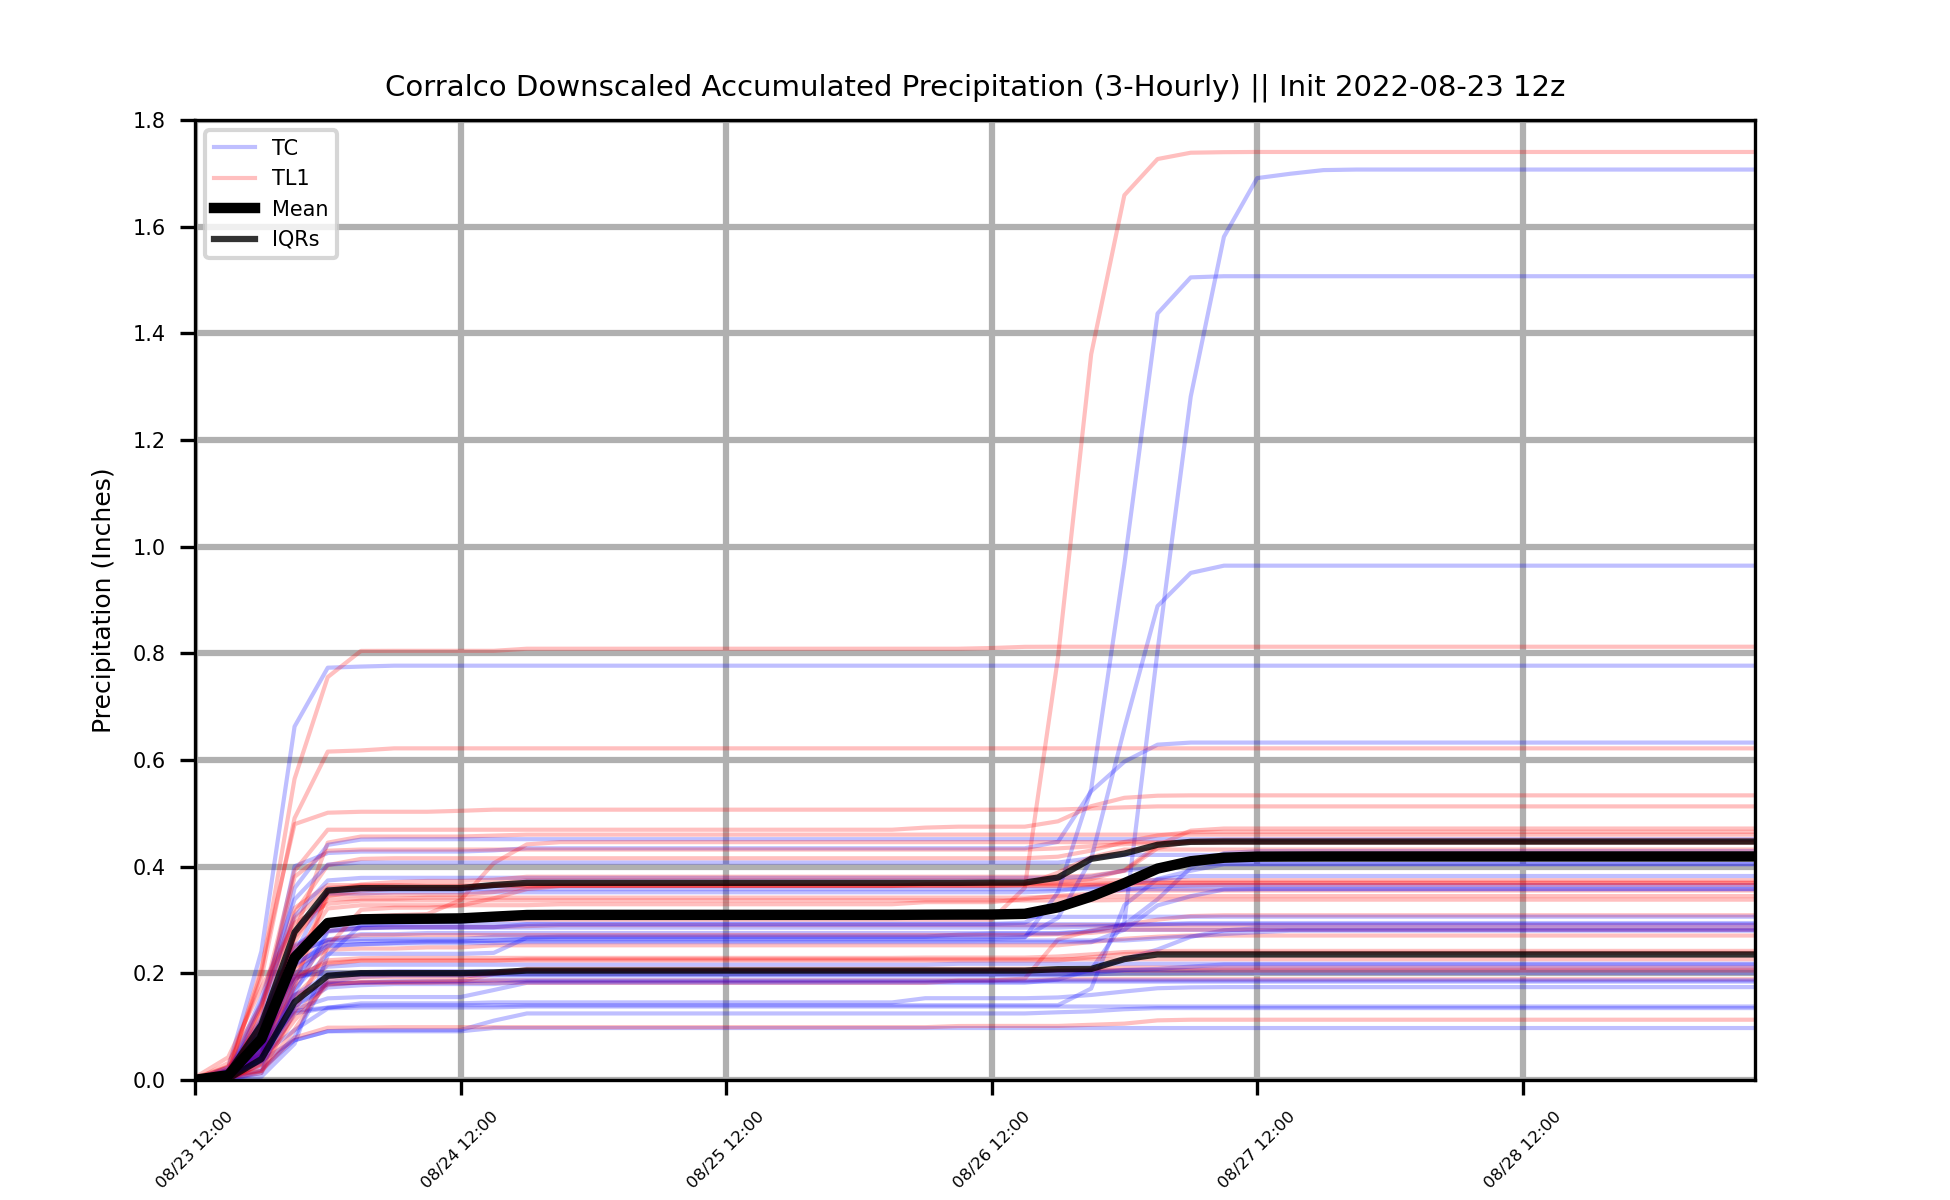 Corralco Downscaled Accumulated Precipitation (3-Hourly) || Init 2022-08-23 12z
TC
TL1
Mean
IQRs
Precipitation (Inches)
1.8
1.6
1.4
1.2
1.0
0.8
0.6
0.4
0.2
0.0
08/23 12:00
08/24 12:00
08/25 12:00
08/26 12:00
08/27 12:00
08/28 12:00